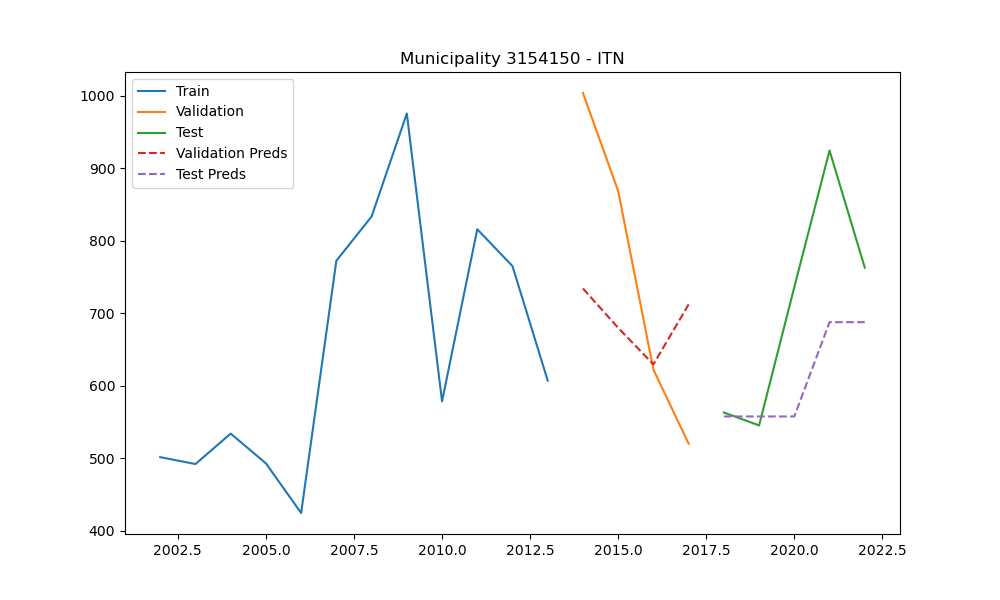 Municipality 3154150 - ITN
Train
Validation
Test
Validation Preds
Test Preds
1000
900
800
700
600
500
400
2002.5 2005.0 2007.5 2010.0 2012.5 2015.0 2017.5 2020.0 2022.5